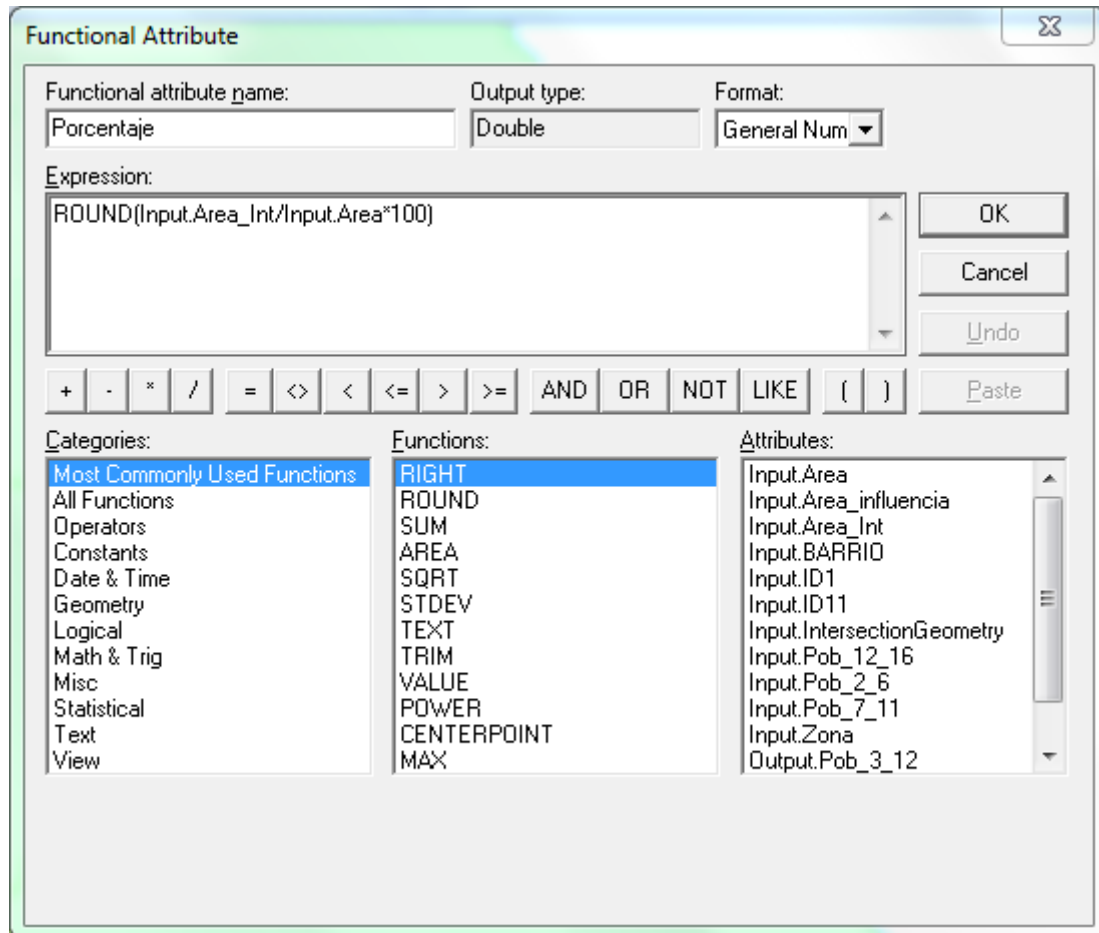 Functional Attribute
Functional attribute name: Output type: Format:
Porcentaje Double General Num
Expression:
ROUND(Input.Area_Int/Input.Area*100)
OK
Cancel
Undo
+ - * / = <> < <= > >= AND OR NOT LIKE ( ) Paste
Categories: Functions: Attributes:
Most Commonly Used Functions RIGHT Input.Area
All Functions ROUND Input.Area_influencia
Operators SUM Input.Area_Int
Constants AREA Input.BARRIO
Date & Time SQRT Input.ID1
Geometry STDEV Input.ID11
Logical TEXT Input.IntersectionGeometry
Math & Trig TRIM Input.Pob_12_16
Misc VALUE Input.Pob_2_6
Statistical POWER Input.Pob_7_11
Text CENTERPOINT Input.Zona
View MAX Output.Pob_3_12